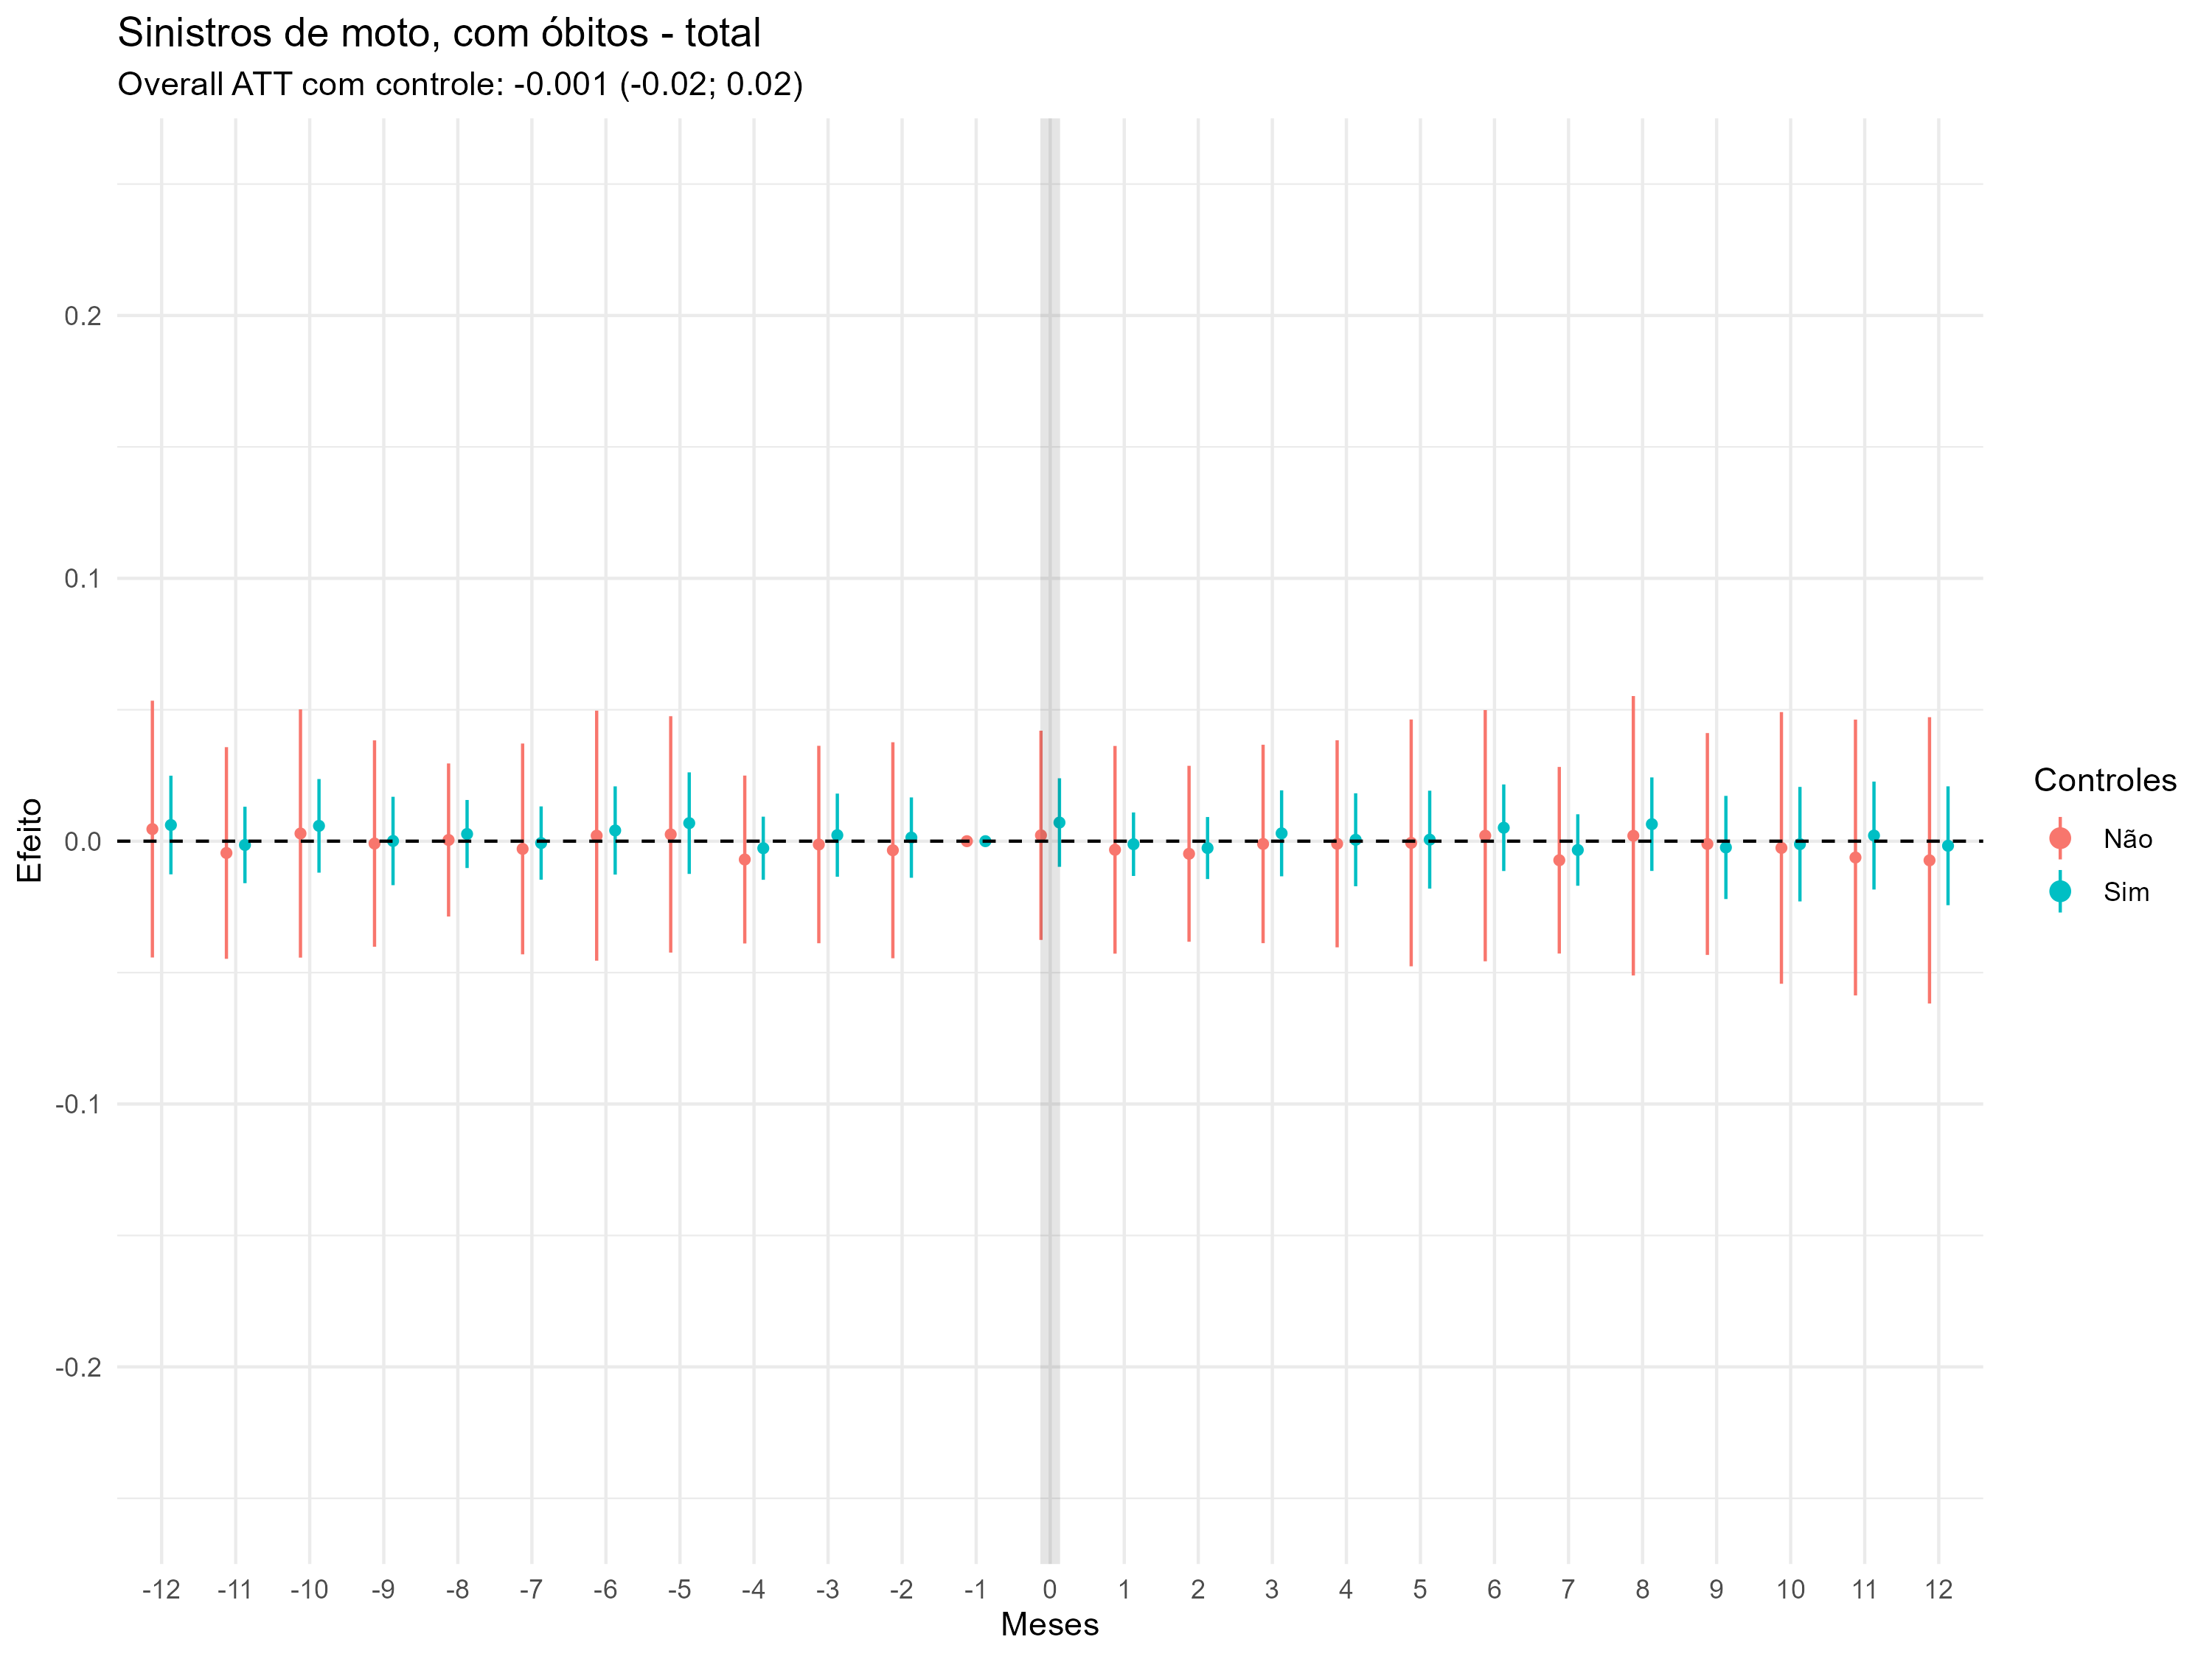 Sinistros de moto, com óbitos - total
Overall ATT com controle: -0.001 (-0.02; 0.02)
0.2
0.1
0.0
-0.1
-0.2
Efeito
-12 -11 -10 -9 -8 -7 -6 -5 -4 -3 -2 -1 0 1 2 3 4 5 6 7 8 9 10 11 12
Meses
Controles
Não
Sim